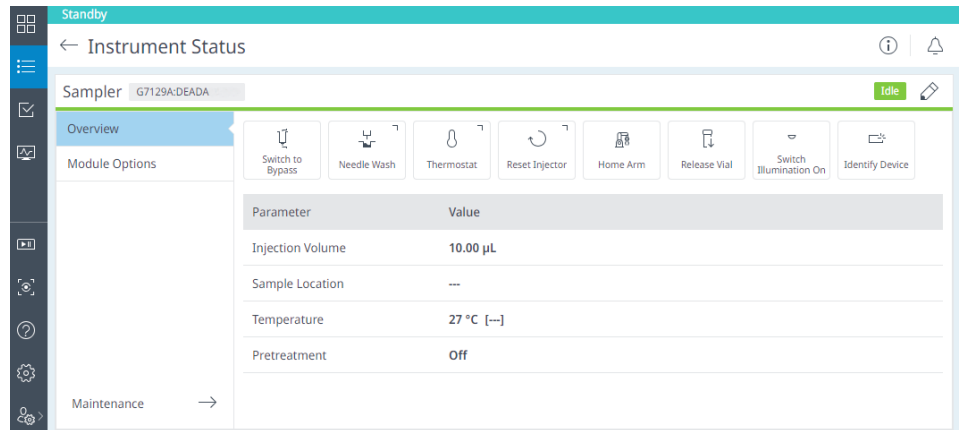 Standby
Instrument Status
Sampler G7129A:DEADA
Idle
Overview
Module Options
Switch to
Bypass
Needle Wash
Thermostat
Reset Injector
Home Arm
Release Vial
Switch
Illumination On
Identify Device
Parameter Value
Injection Volume 10.00 µL
Sample Location ---
Temperature 27 °C [---]
Pretreatment Off
Maintenance